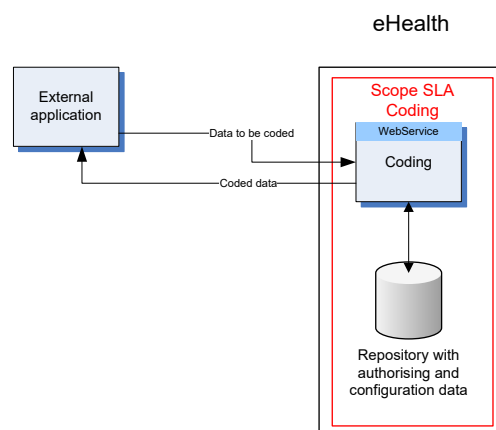 eHealth
External
application
Scope SLA
Coding
WebService
Coding
Data to be coded
Coded data
Repository with
authorising and
configuration data